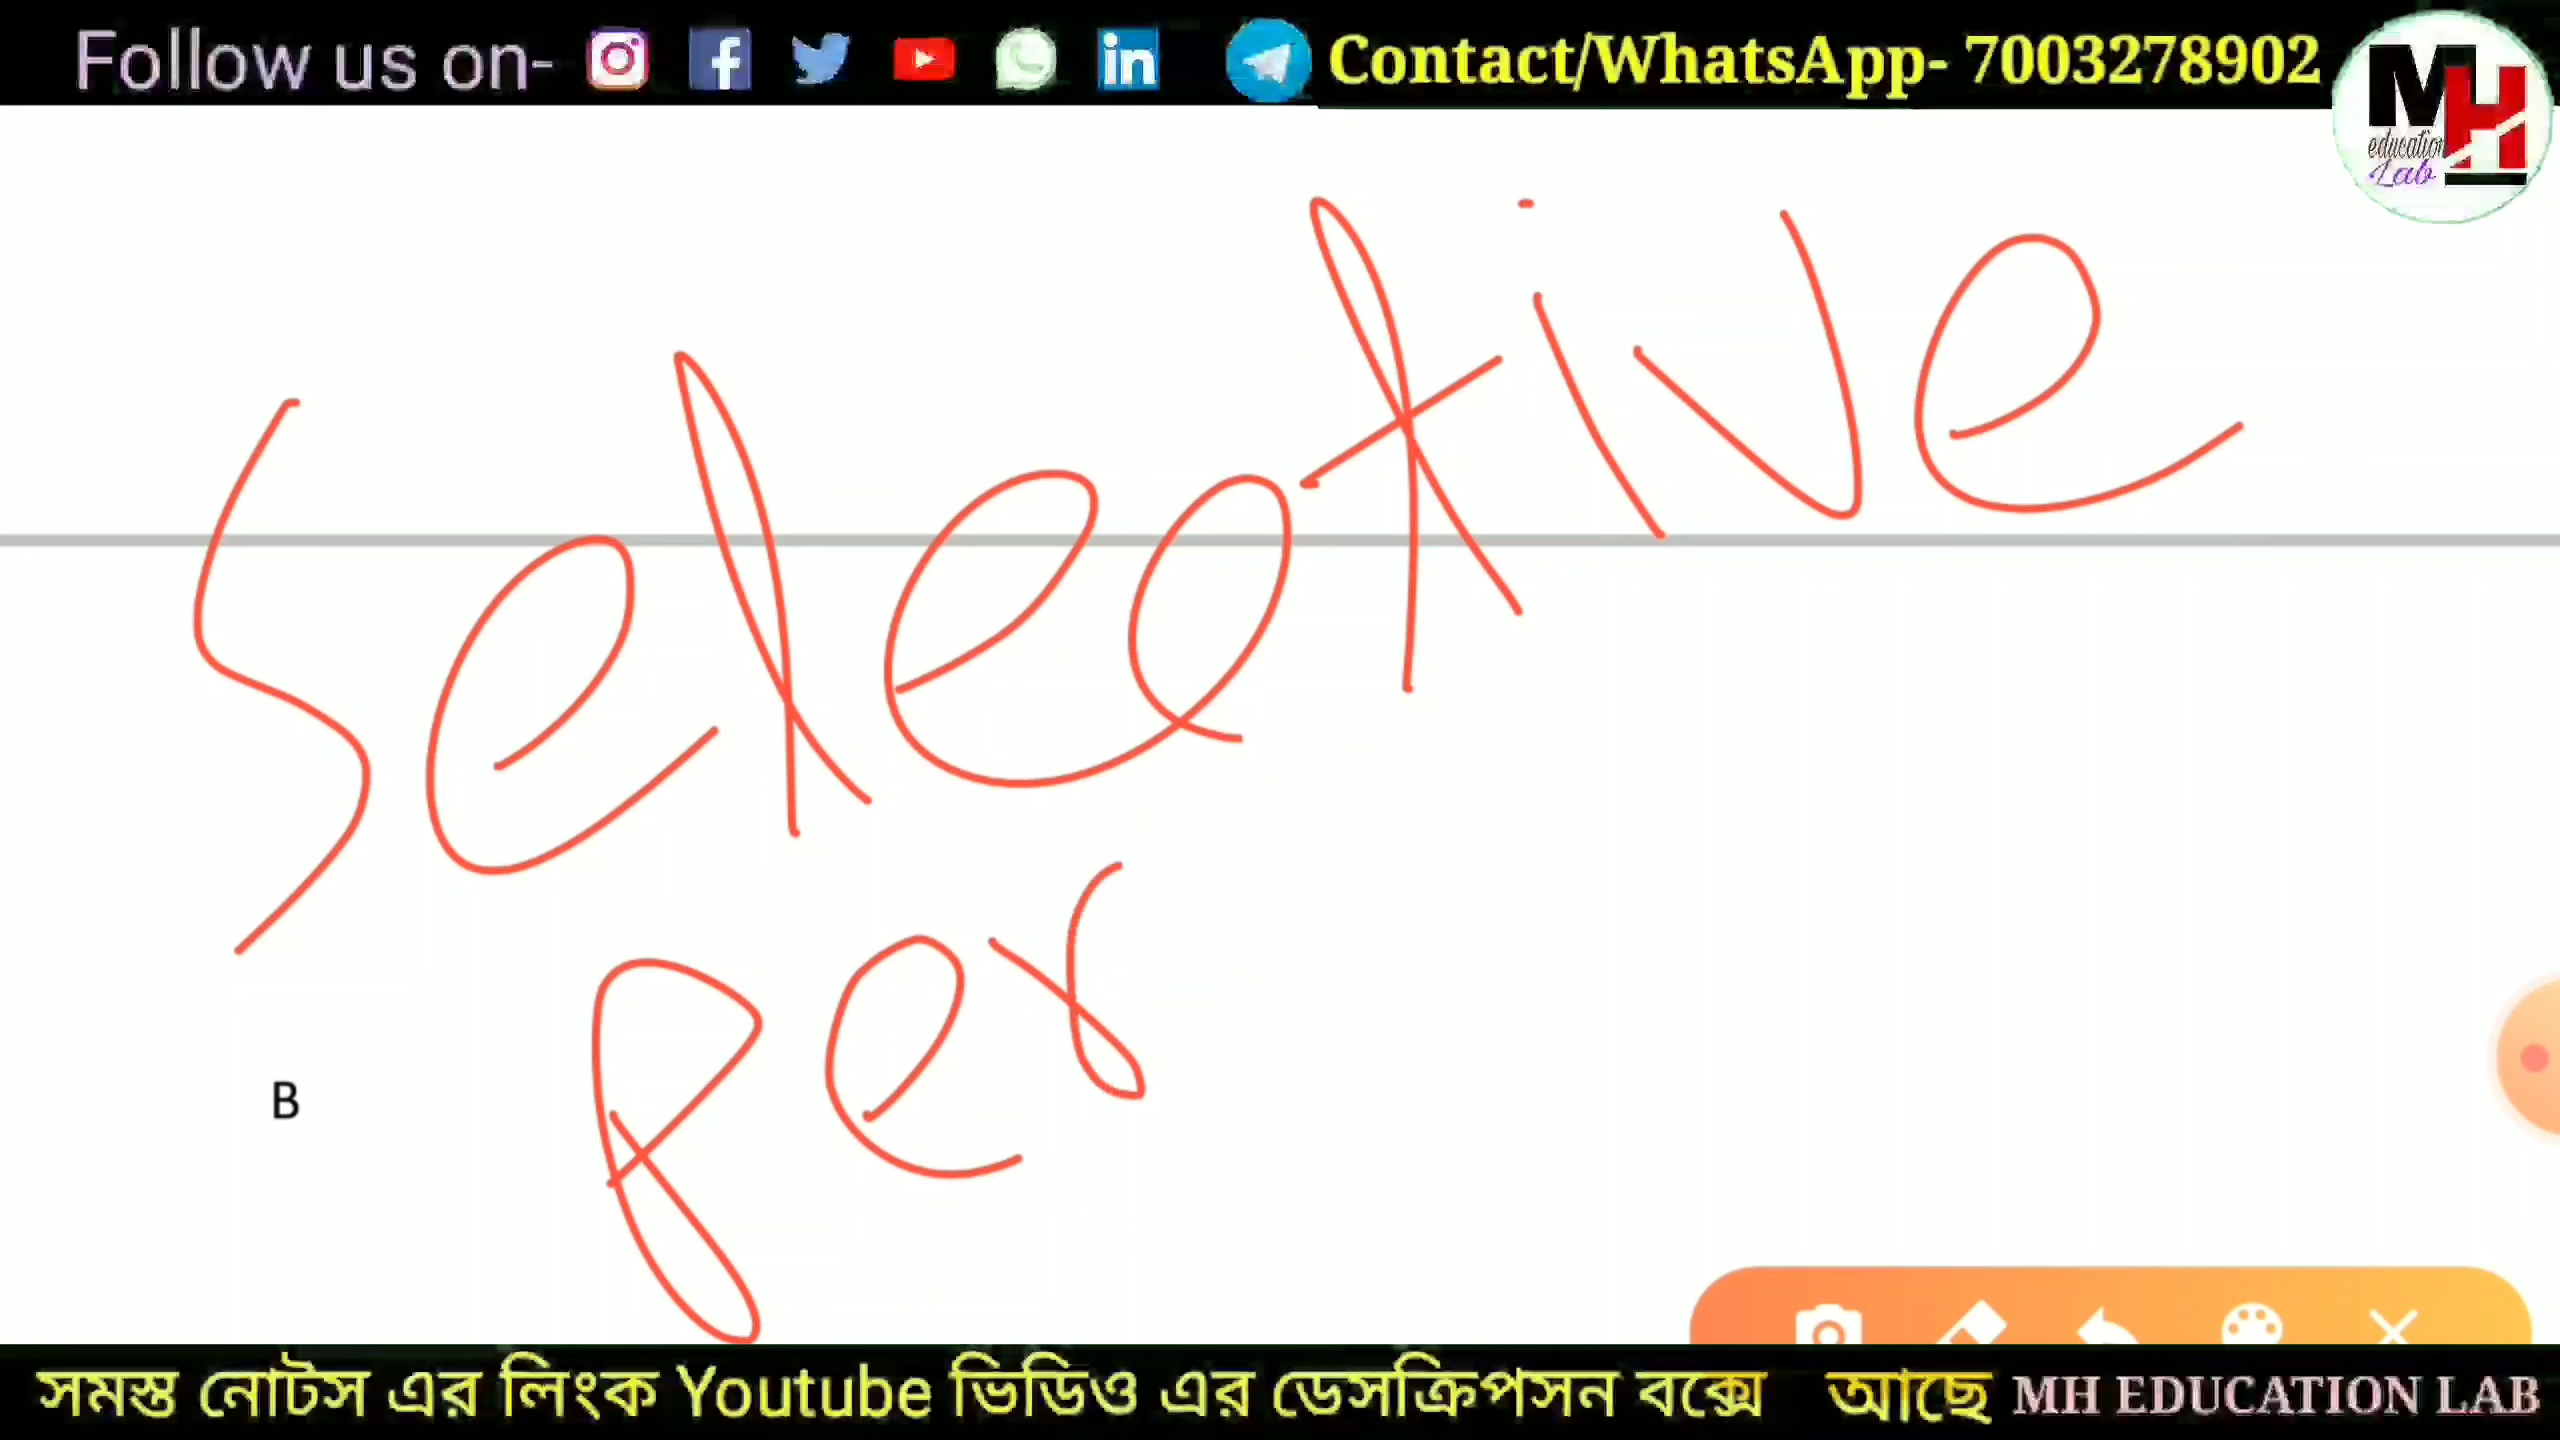 Follow us on- in Contact/WhatsApp- 7003278902
MH
education
Lab
Selective
Per
B
সমস্ত নোটস এর লিংক Youtube ভিডিও এর ডেসক্রিপসন বক্সে আছে MH EDUCATION LAB